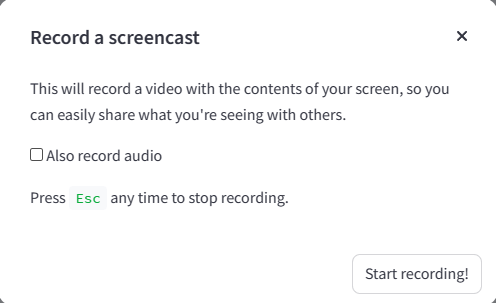 Record a screencast
This will record a video with the contents of your screen, so you
can easily share what you're seeing with others.
Also record audio
Press Esc any time to stop recording.
Start recording!